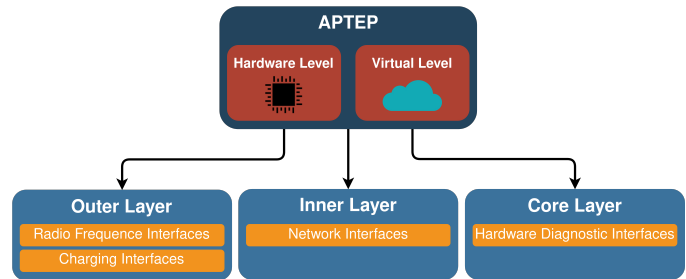 APTEP
Hardware Level
Virtual Level
Outer Layer
Radio Frequence Interfaces
Charging Interfaces
Inner Layer
Network Interfaces
Core Layer
Hardware Diagnostic Interfaces